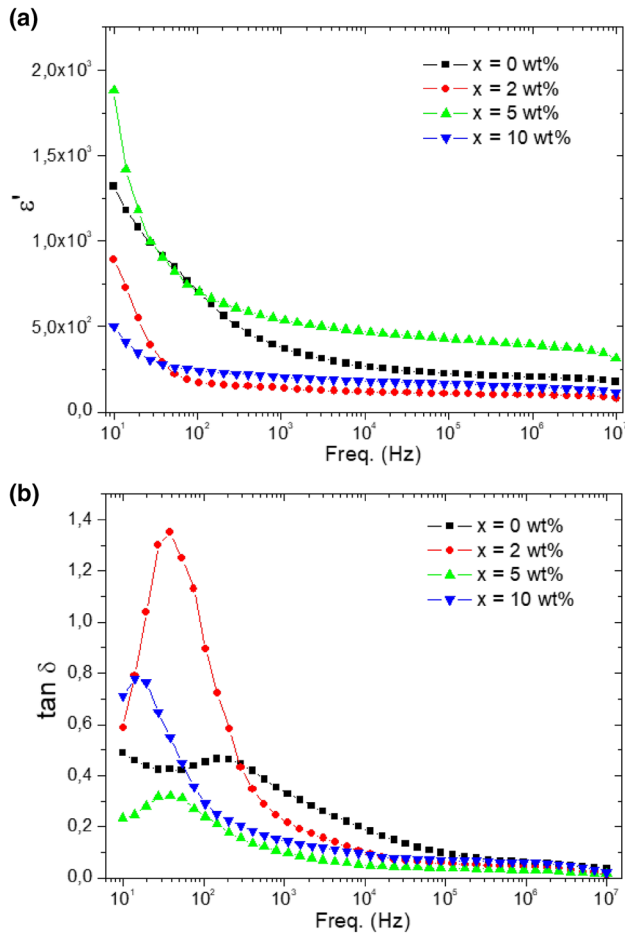 (a)
2,0x10³
1,5x10³
1,0x10³
5,0x10²
0,0
ε'
x = 0 wt%
x = 2 wt%
x = 5 wt%
x = 10 wt%
10¹ 10² 10³ 10⁴ 10⁵ 10⁶ 10⁷
Freq. (Hz)
(b)
1,4
1,2
1,0
0,8
0,6
0,4
0,2
0,0
tan δ
x = 0 wt%
x = 2 wt%
x = 5 wt%
x = 10 wt%
10¹ 10² 10³ 10⁴ 10⁵ 10⁶ 10⁷
Freq. (Hz)